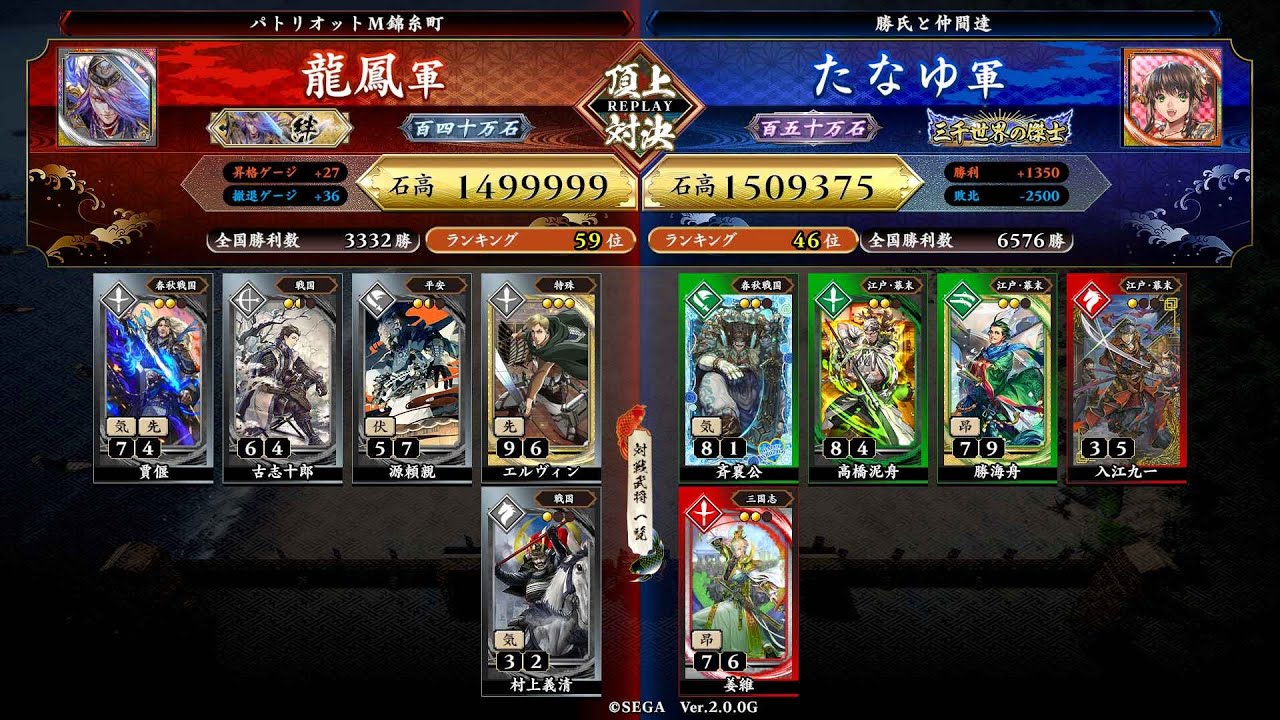 パトリオットM錦糸町
勝氏と仲間達
龍鳳軍
頂上
REPLAY
対決
たなゆ軍
絆
百四十万石
百五十万石
三千世界の傑士
昇格ゲージ +27
撤退ゲージ +36
石高 1499999
石高 1509375
勝利 +1350
敗北 -2500
全国勝利数 3332勝
ランキング 59位
ランキング 46位
全国勝利数 6576勝
春秋戦国
戦国
平安
特殊
春秋戦国
江戸・幕末
江戸・幕末
江戸・幕末
気 先
伏
先
気
昂
7 4
6 4
5 7
9 6
8 1
8 4
7 9
3 5
賈偃
古志十郎
源頼親
エルヴィン
斉襄公
高橋泥舟
勝海舟
入江九一
対戦武将一覧
戦国
三国志
気
昂
3 2
7 6
村上義清
姜維
©SEGA Ver.2.0.0G